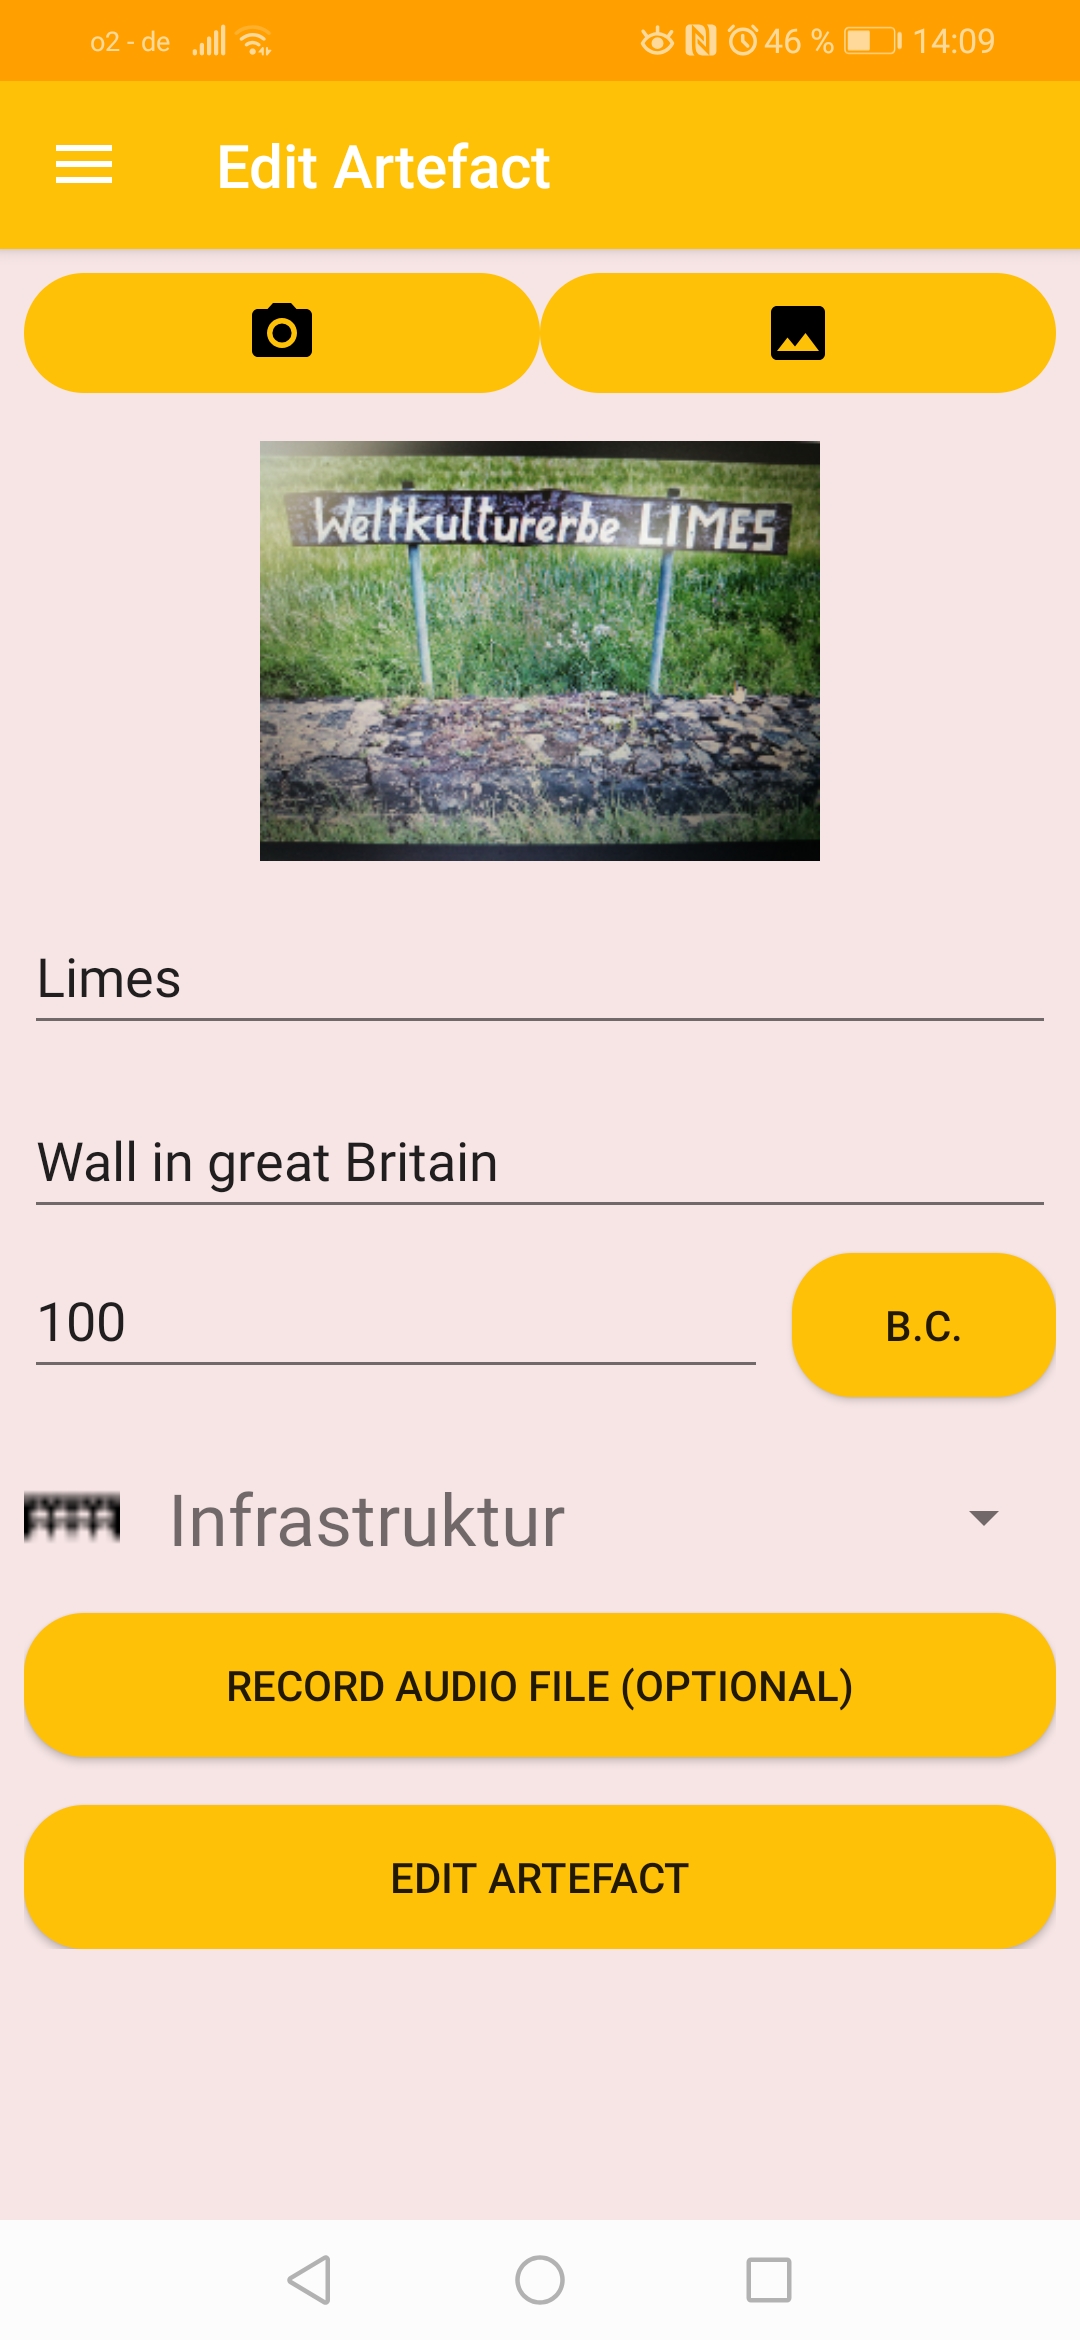 o2 - de 46 % 14:09
Edit Artefact
Weltkulturerbe LIMES
Limes
Wall in great Britain
100
B.C.
Infrastruktur
RECORD AUDIO FILE (OPTIONAL)
EDIT ARTEFACT